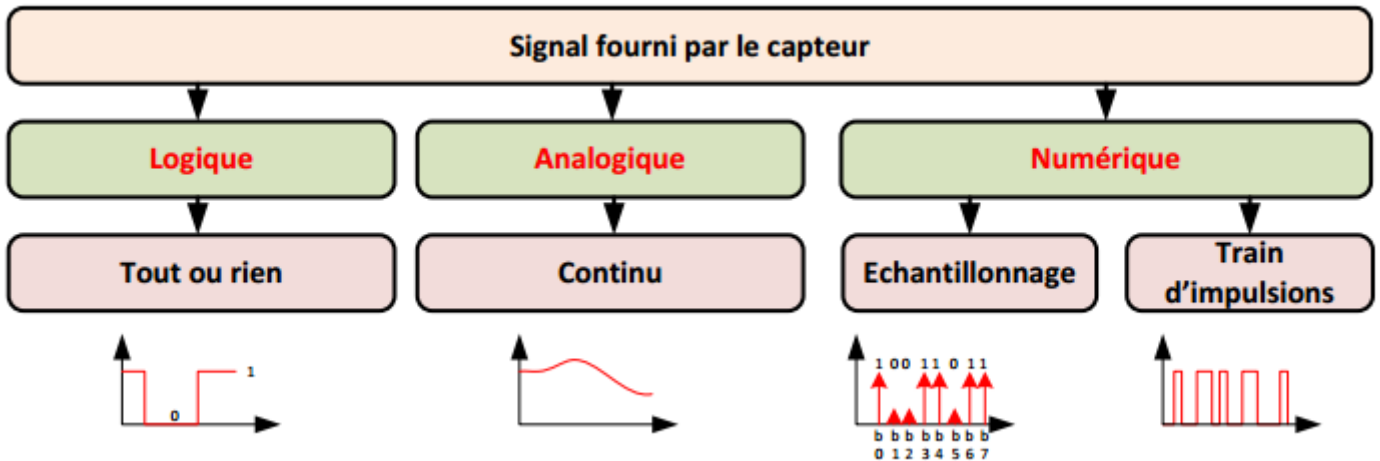 Signal fourni par le capteur
Logique
Analogique
Numérique
Tout ou rien
Continu
Echantillonnage
Train
d'impulsions
1
0
1 0 0 1 1 0 1 1
b b b b b b b b
0 1 2 3 4 5 6 7